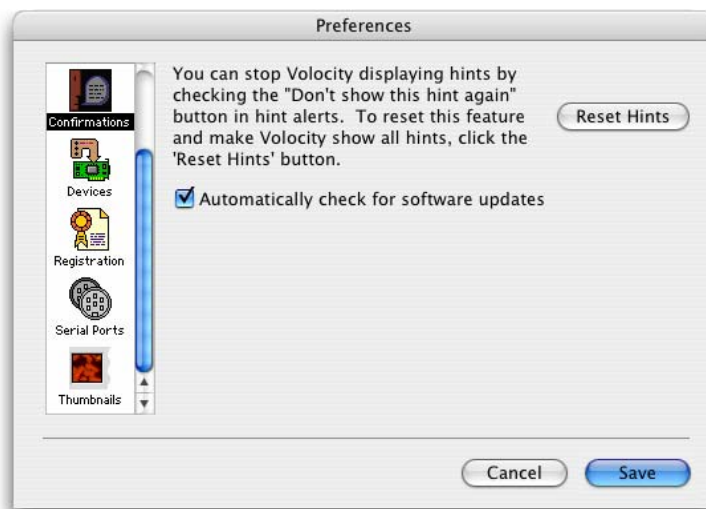 Preferences
Confirmations
Devices
Registration
Serial Ports
Thumbnails
You can stop Volocity displaying hints by
checking the "Don't show this hint again"
button in hint alerts. To reset this feature
and make Volocity show all hints, click the
'Reset Hints' button.
Reset Hints
Automatically check for software updates
Cancel
Save